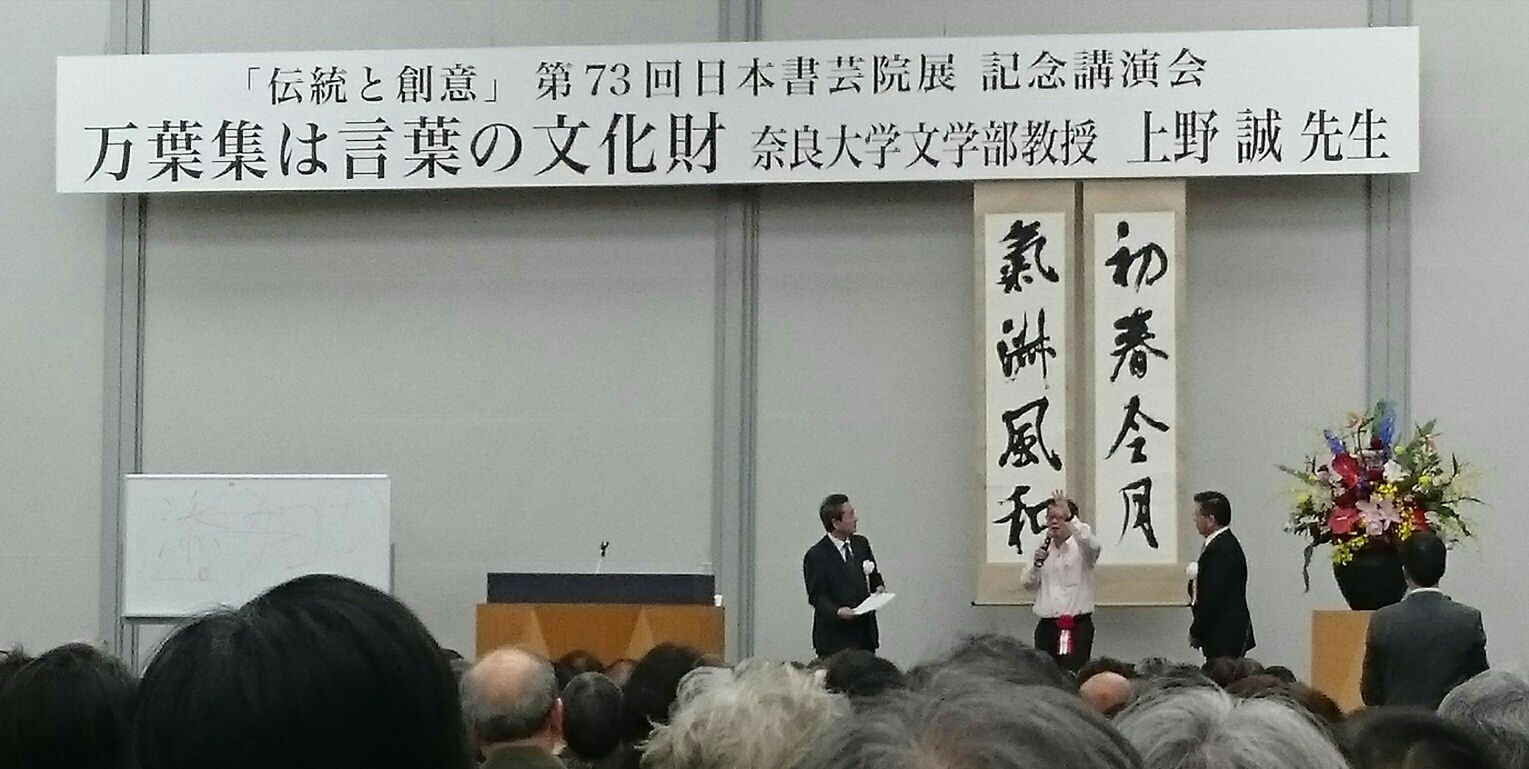 「伝統と創意」 第73回日本書芸院展 記念講演会
万葉集は言葉の文化財 奈良大学文学部教授 上野 誠 先生
初春令月
氣淋風和